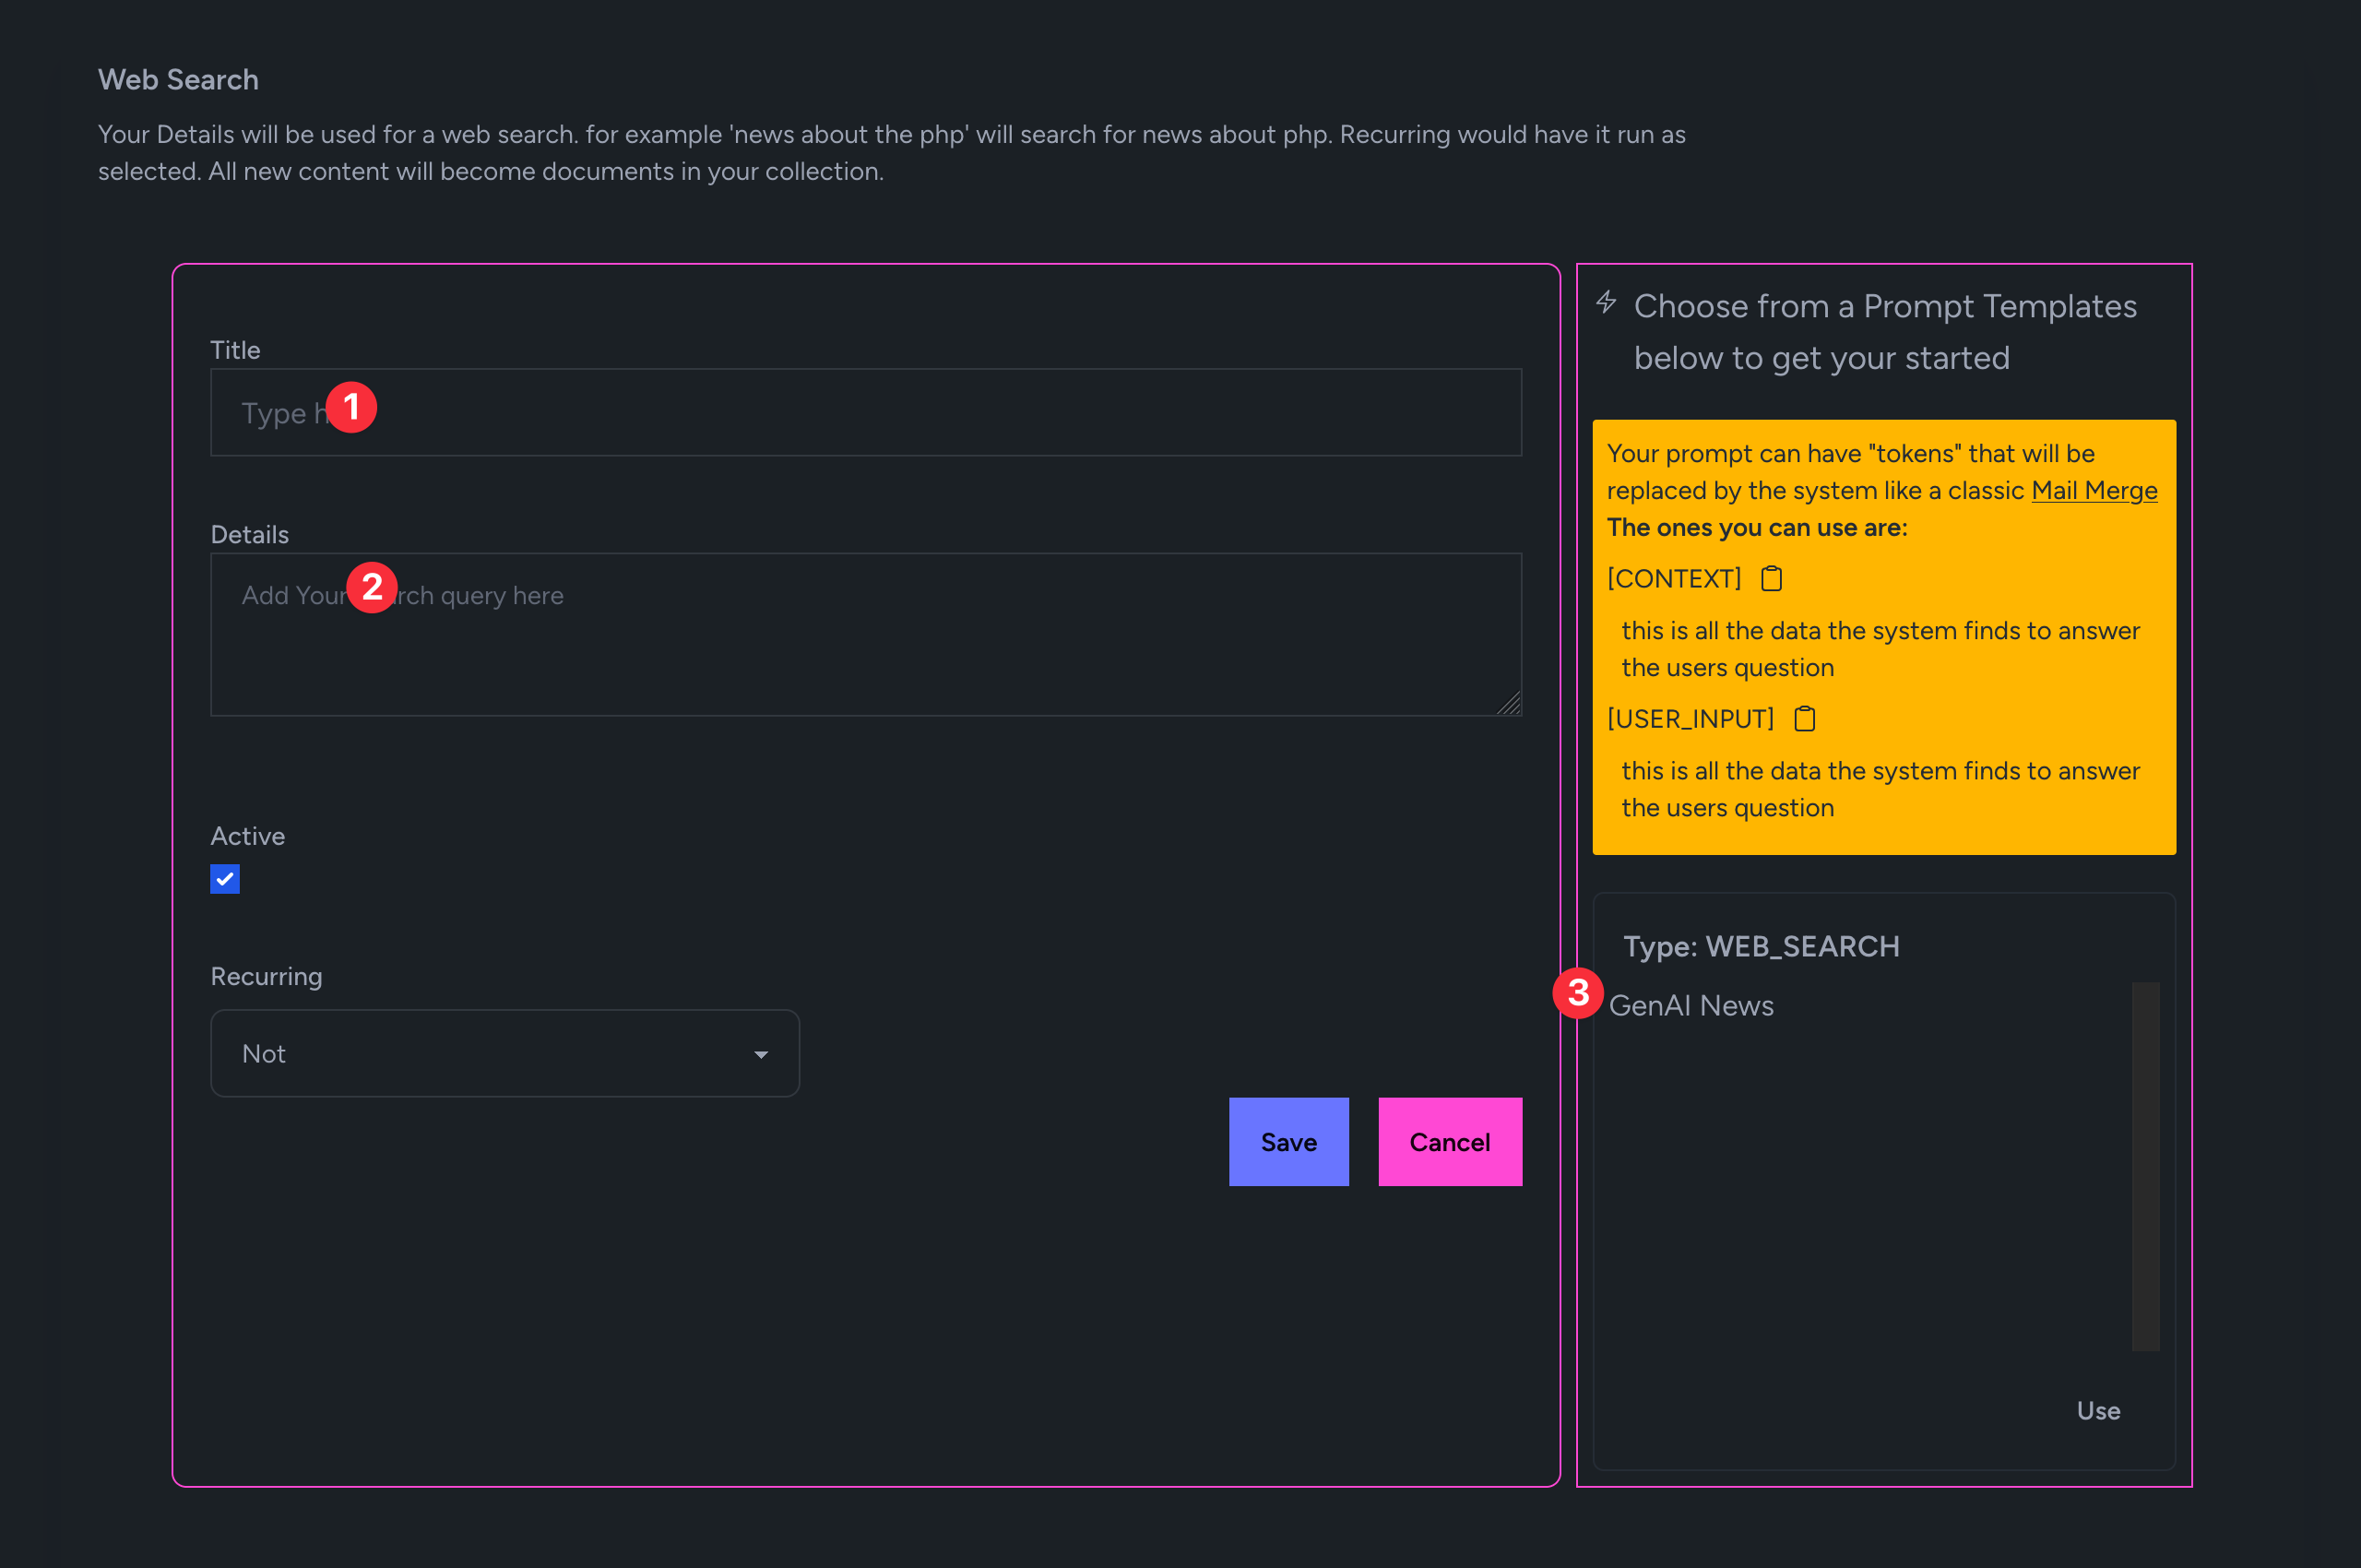 Web Search
Your Details will be used for a web search. for example 'news about the php' will search for news about php. Recurring would have it run as
selected. All new content will become documents in your collection.
Title
Type
1
Details
Add Your
2
query here
Active
Recurring
Not
Save
Cancel
Choose from a Prompt Templates
below to get your started
Your prompt can have "tokens" that will be
replaced by the system like a classic Mail Merge
The ones you can use are:
[CONTEXT]
this is all the data the system finds to answer
the users question
[USER_INPUT]
this is all the data the system finds to answer
the users question
Type: WEB_SEARCH
3
GenAI News
Use